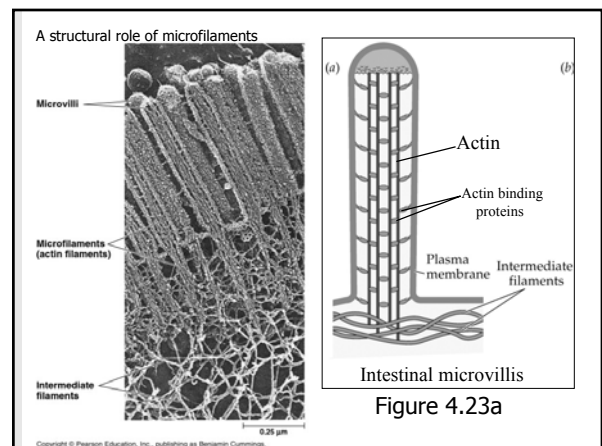 A structural role of microfilaments
Microvilli
Microfilaments
(actin filaments)
Intermediate
filaments
0.25 µm
Copyright © Pearson Education, Inc., publishing as Benjamin Cummings.
(a)
(b)
Actin
Actin binding
proteins
Plasma
membrane
Intermediate
filaments
Intestinal microvillis
Figure 4.23a